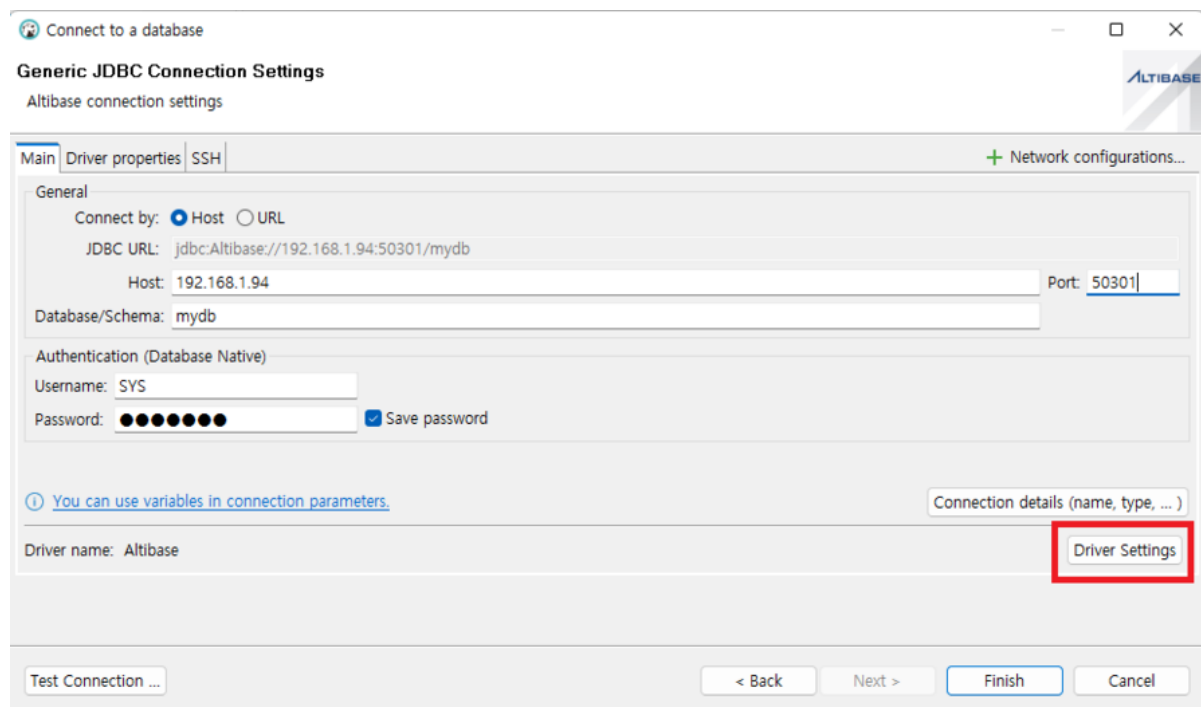 Connect to a database
Generic JDBC Connection Settings
Altibase connection settings
ALTIBASE
Main Driver properties SSH Network configurations...
General
Connect by: Host URL
JDBC URL: jdbc:Altibase://192.168.1.94:50301/mydb
Host: 192.168.1.94 Port: 50301
Database/Schema: mydb
Authentication (Database Native)
Username: SYS
Password: ●●●●●●● Save password
You can use variables in connection parameters. Connection details (name, type, ... )
Driver name: Altibase Driver Settings
Test Connection ... < Back Next > Finish Cancel